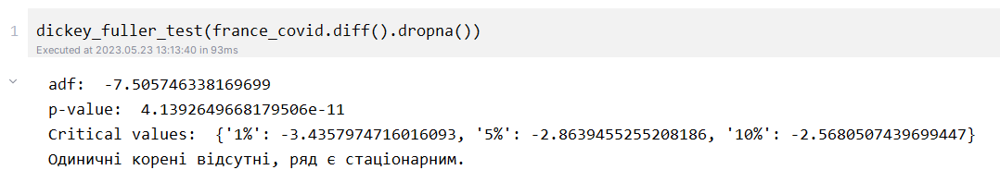 1 dickey_fuller_test(france_covid.diff().dropna())
Executed at 2023.05.23 13:13:40 in 93ms
adf:  -7.505746338169699
p-value:  4.1392649668179506e-11
Critical values:  {'1%': -3.4357974716016093, '5%': -2.8639455255208186, '10%': -2.5680507439699447}
Одиничні корені відсутні, ряд є стаціонарним.